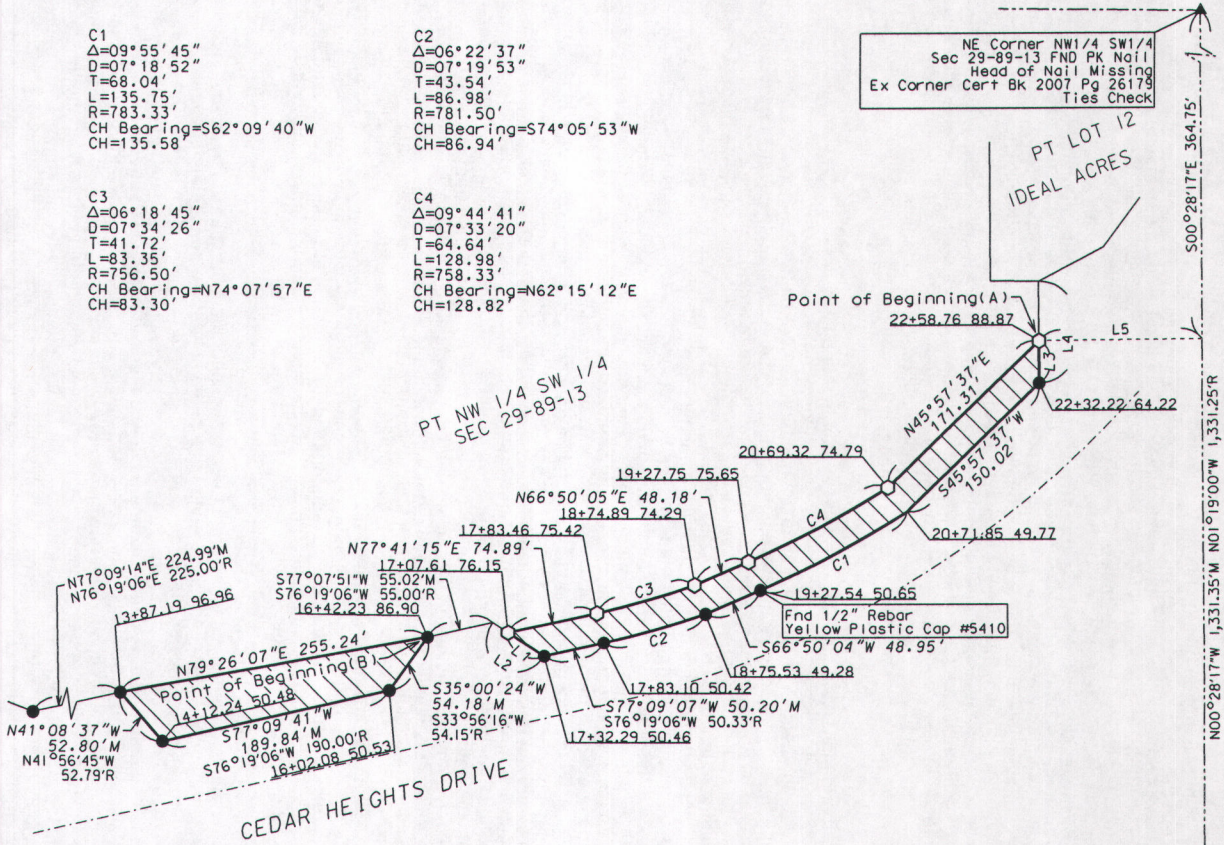 C1
Δ=09°55'45"
D=07°18'52"
T=68.04'
L=135.75'
R=783.33'
CH Bearing=S62°09'40"W
CH=135.58'
C2
Δ=06°22'37"
D=07°19'53"
T=43.54'
L=86.98'
R=781.50'
CH Bearing=S74°05'53"W
CH=86.94'
C3
Δ=06°18'45"
D=07°34'26"
T=41.72'
L=83.35'
R=756.50'
CH Bearing=N74°07'57"E
CH=83.30'
C4
Δ=09°44'41"
D=07°33'20"
T=64.64'
L=128.98'
R=758.33'
CH Bearing=N62°15'12"E
CH=128.82'
NE Corner NW1/4 SW1/4
Sec 29-89-13 FND PK Nail
Head of Nail Missing
Ex Corner Cert Bk 2007 Pg 26179
Ties Check
PT LOT 12
IDEAL ACRES
S00°28'17"E 364.75'
Point of Beginning(A)
22+58.76 88.87
L5
L4
L3
22+32.22 64.22
N00°28'17"W 1,331.35'M N01°19'00"W 1,331.25'R
N45°57'37"E
171.31'
S45°57'37"W
150.02'
PT NW 1/4 SW 1/4
SEC 29-89-13
20+69.32 74.79
19+27.75 75.65
N66°50'05"E 48.18'
18+74.89 74.29
17+83.46 75.42
N77°41'15"E 74.89'
17+07.61 76.15
C4
C1
C3
C2
20+71.85 49.77
19+27.54 50.65
Fnd 1/2" Rebar
Yellow Plastic Cap #5410
S66°50'04"W 48.95'
18+75.53 49.28
17+83.10 50.42
S77°09'07"W 50.20'M
S76°19'06"W 50.33'R
17+32.29 50.46
L1
L2
S77°07'51"W 55.02'M
S76°19'06"W 55.00'R
16+42.23 86.90
N77°09'14"E 224.99'M
N76°19'06"E 225.00'R
13+87.19 96.96
N79°26'07"E 255.24'
Point of Beginning(B)
14+12.24 50.48
S77°09'41"W
189.84'M
S76°19'06"W 190.00'R
16+02.08 50.53
S35°00'24"W
54.18'M
S33°56'16"W
54.15'R
N41°08'37"W
52.80'M
N41°56'45"W
52.79'R
CEDAR HEIGHTS DRIVE